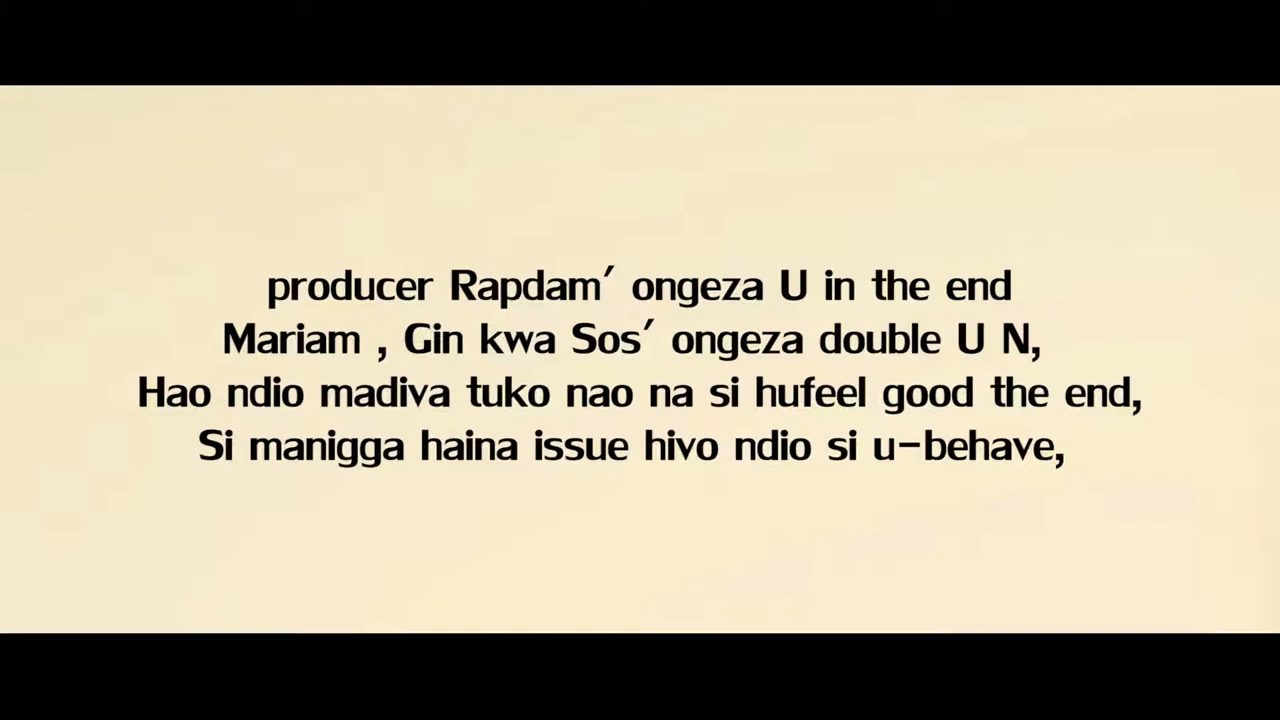 producer Rapdam' ongeza U in the end
Mariam , Gin kwa Sos' ongeza double U N,
Hao ndio madiva tuko nao na si hufeel good the end,
Si manigga haina issue hivo ndio si u-behave,